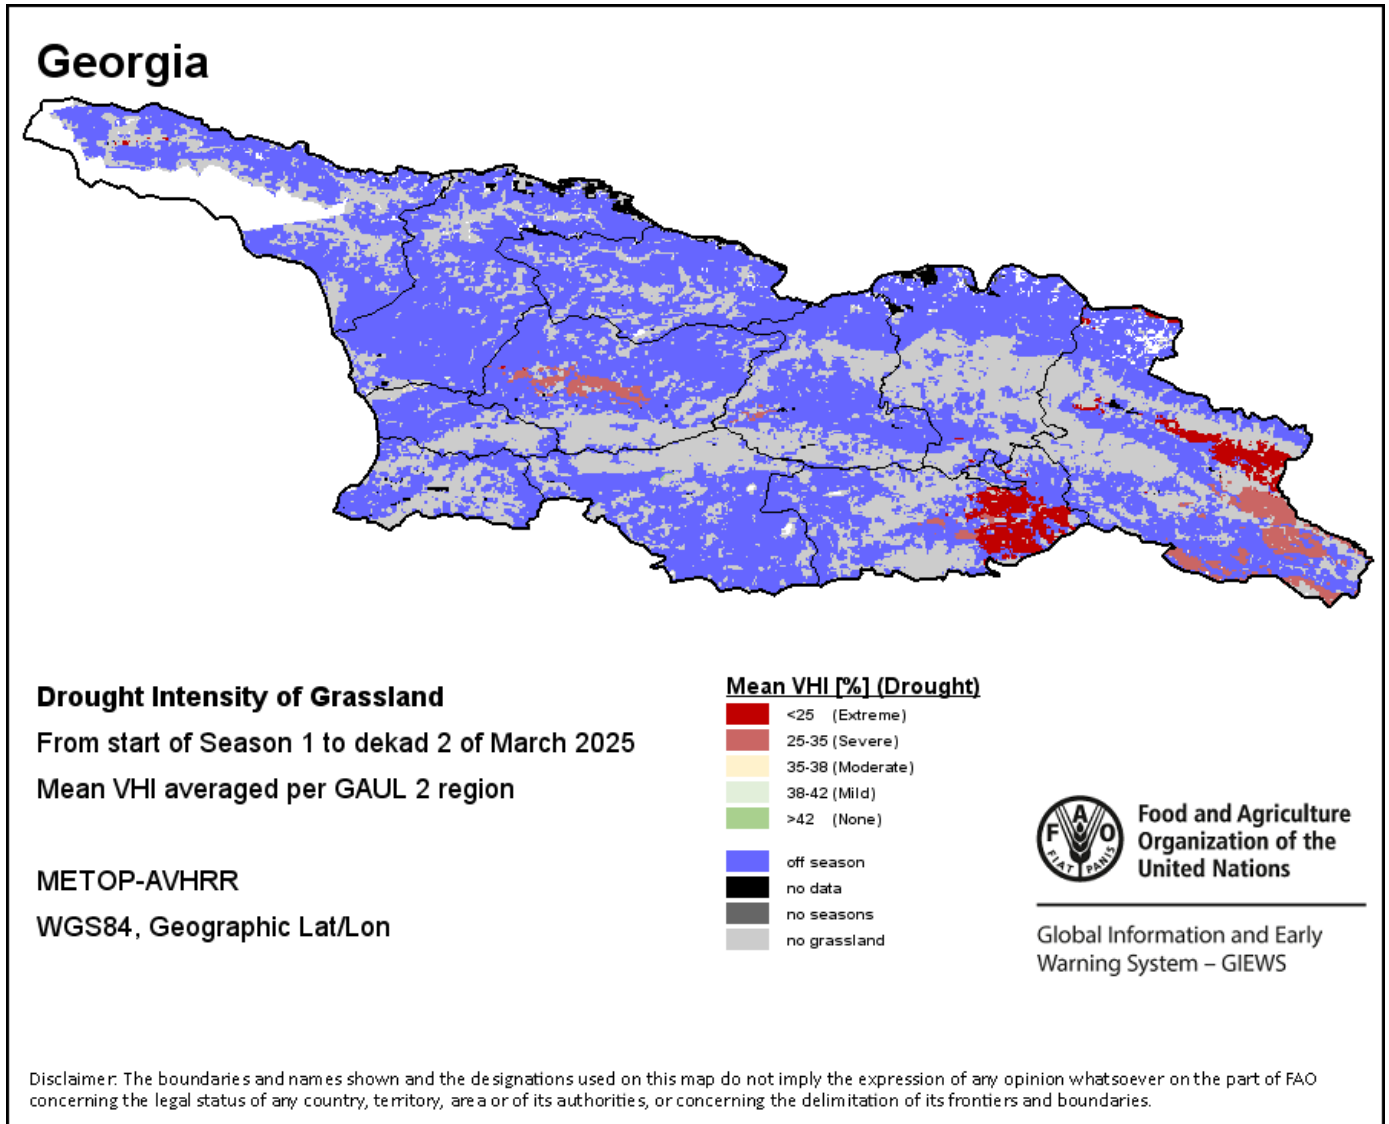 Georgia
Drought Intensity of Grassland
From start of Season 1 to dekad 2 of March 2025
Mean VHI averaged per GAUL 2 region
METOP-AVHRR
WGS84, Geographic Lat/Lon
Mean VHI [%] (Drought)
<25 (Extreme)
25-35 (Severe)
35-38 (Moderate)
38-42 (Mild)
>42 (None)
off season
no data
no seasons
no grassland
F A O
FIAT PANIS
Food and Agriculture
Organization of the
United Nations
Global Information and Early
Warning System – GIEWS
Disclaimer: The boundaries and names shown and the designations used on this map do not imply the expression of any opinion whatsoever on the part of FAO
concerning the legal status of any country, territory, area or of its authorities, or concerning the delimitation of its frontiers and boundaries.